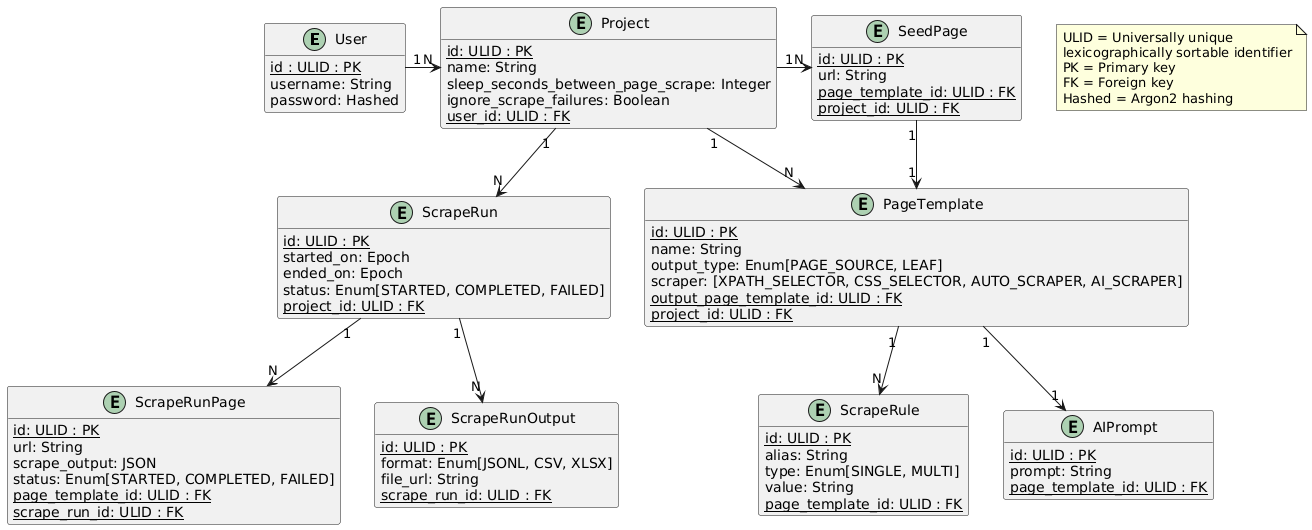 E User
id : ULID : PK
username: String
password: Hashed
1 N
E Project
id: ULID : PK
name: String
sleep_seconds_between_page_scrape: Integer
ignore_scrape_failures: Boolean
user_id: ULID : FK
1 N
E SeedPage
id: ULID : PK
url: String
page_template_id: ULID : FK
project_id: ULID : FK
ULID = Universally unique
lexicographically sortable identifier
PK = Primary key
FK = Foreign key
Hashed = Argon2 hashing
1
N
1
N
1
1
E ScrapeRun
id: ULID : PK
started_on: Epoch
ended_on: Epoch
status: Enum[STARTED, COMPLETED, FAILED]
project_id: ULID : FK
E PageTemplate
id: ULID : PK
name: String
output_type: Enum[PAGE_SOURCE, LEAF]
scraper: [XPATH_SELECTOR, CSS_SELECTOR, AUTO_SCRAPER, AI_SCRAPER]
output_page_template_id: ULID : FK
project_id: ULID : FK
1
N
1
N
1
N
1
1
E ScrapeRunPage
id: ULID : PK
url: String
scrape_output: JSON
status: Enum[STARTED, COMPLETED, FAILED]
page_template_id: ULID : FK
scrape_run_id: ULID : FK
E ScrapeRunOutput
id: ULID : PK
format: Enum[JSONL, CSV, XLSX]
file_url: String
scrape_run_id: ULID : FK
E ScrapeRule
id: ULID : PK
alias: String
type: Enum[SINGLE, MULTI]
value: String
page_template_id: ULID : FK
E AIPrompt
id: ULID : PK
prompt: String
page_template_id: ULID : FK